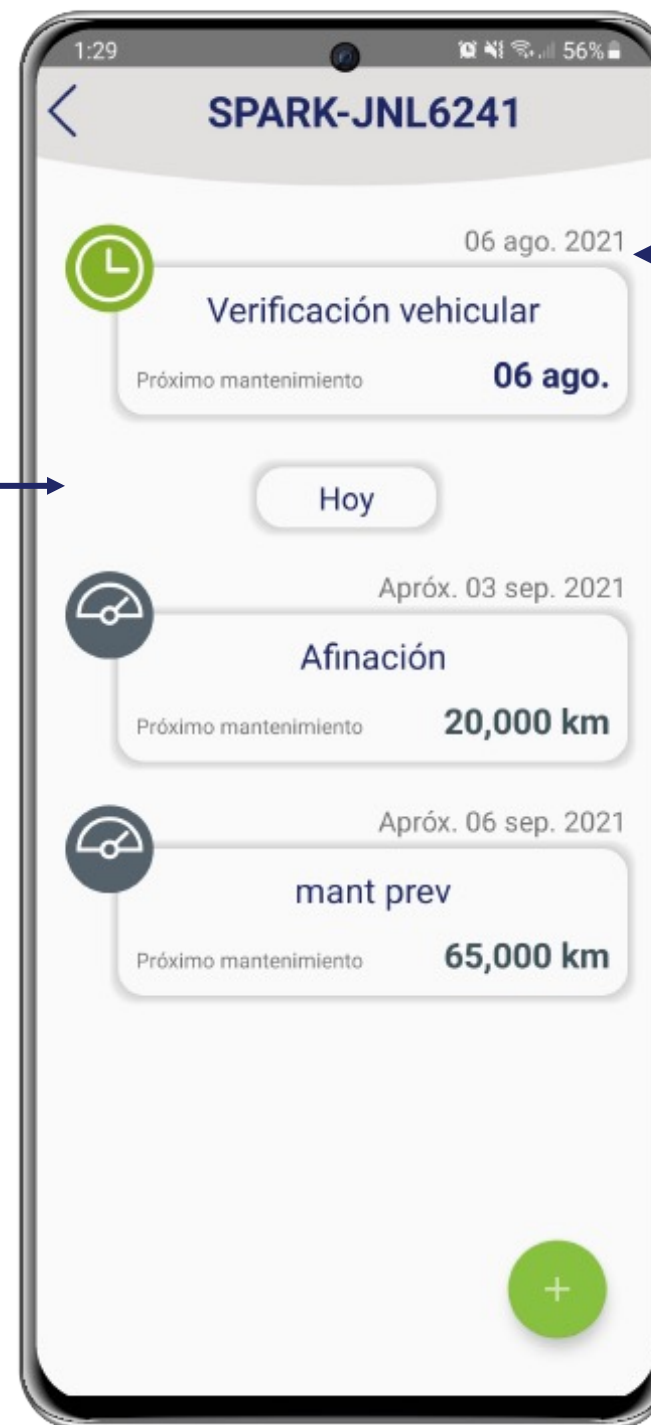 1:29 56%
SPARK-JNL6241
06 ago. 2021
Verificación vehicular
Próximo mantenimiento 06 ago.
Hoy
Apróx. 03 sep. 2021
Afinación
Próximo mantenimiento 20,000 km
Apróx. 06 sep. 2021
mant prev
Próximo mantenimiento 65,000 km
+